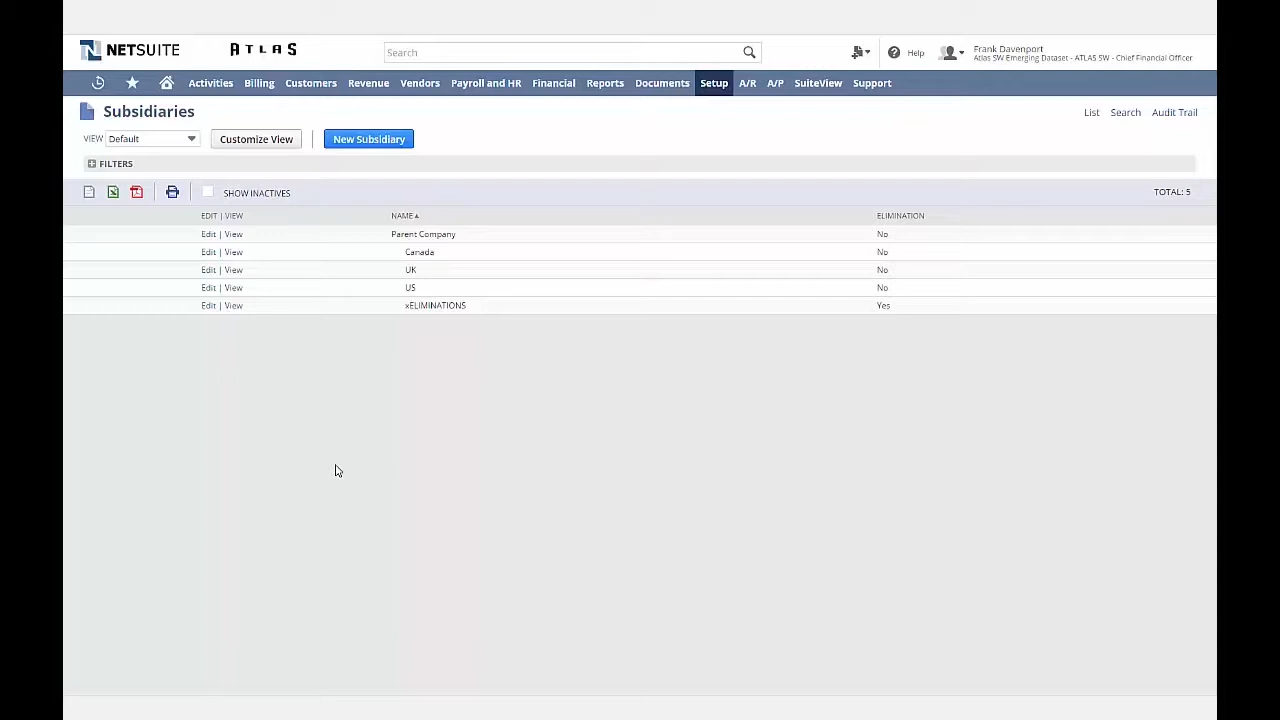 NETSUITE ATLAS Search Help Frank Davenport
Atlas SW Emerging Dataset - ATLAS SW - Chief Financial Officer
Activities Billing Customers Revenue Vendors Payroll and HR Financial Reports Documents Setup A/R A/P SuiteView Support
Subsidiaries List Search Audit Trail
VIEW Default Customize View New Subsidiary
FILTERS
SHOW INACTIVES TOTAL: 5
EDIT | VIEW NAME ▲ ELIMINATION
Edit | View Parent Company No
Edit | View Canada No
Edit | View UK No
Edit | View US No
Edit | View xELIMINATIONS Yes